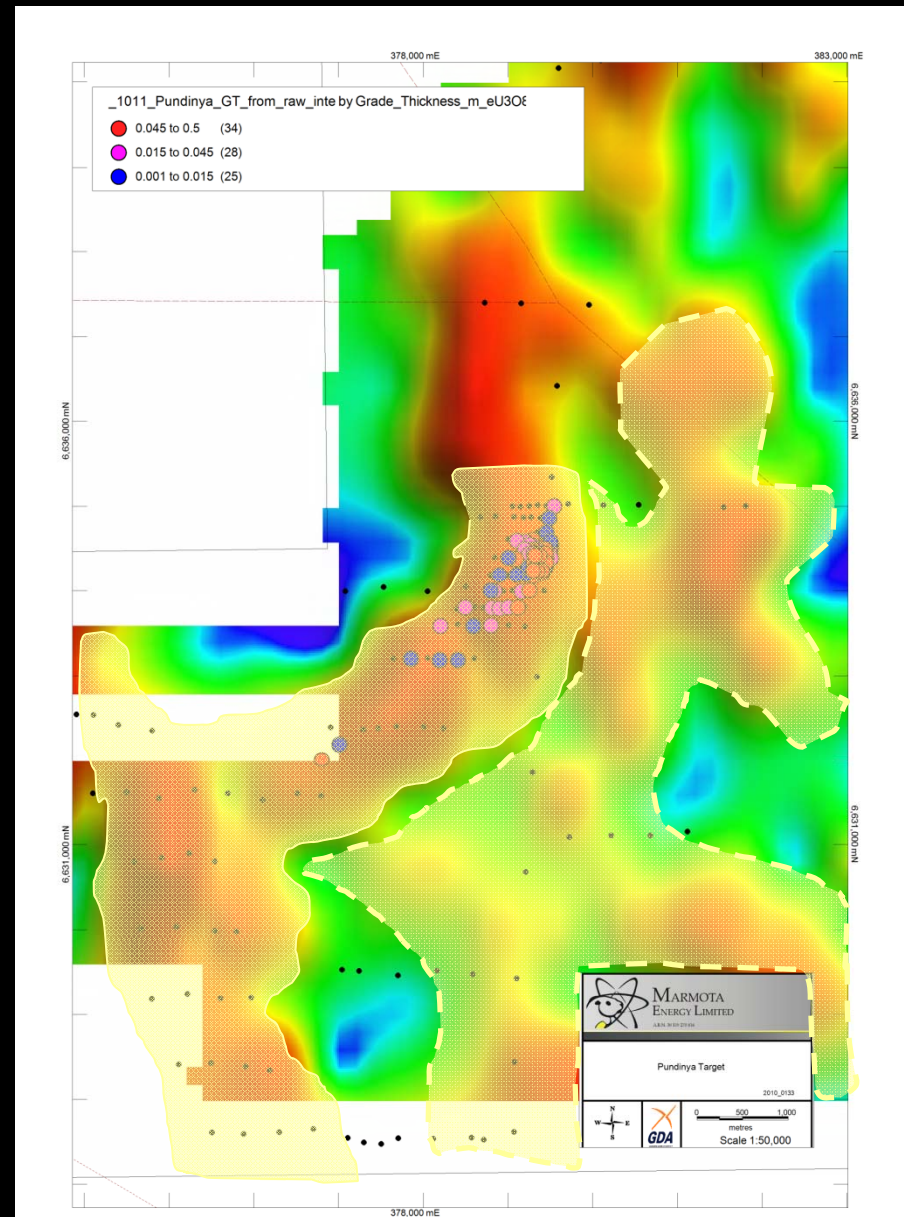 378,000 mE
383,000 mE
_1011_Pundinya_GT_from_raw_inte by Grade_Thickness_m_eU3O8
0.045 to 0.5 (34)
0.015 to 0.045 (28)
0.001 to 0.015 (25)
6,636,000 mN
6,636,000 mN
6,631,000 mN
6,631,000 mN
MARMOTA
ENERGY LIMITED
Pundinya Target
2010_0133
N
W E
S
GDA
0 500 1,000
metres
Scale 1:50,000
378,000 mE